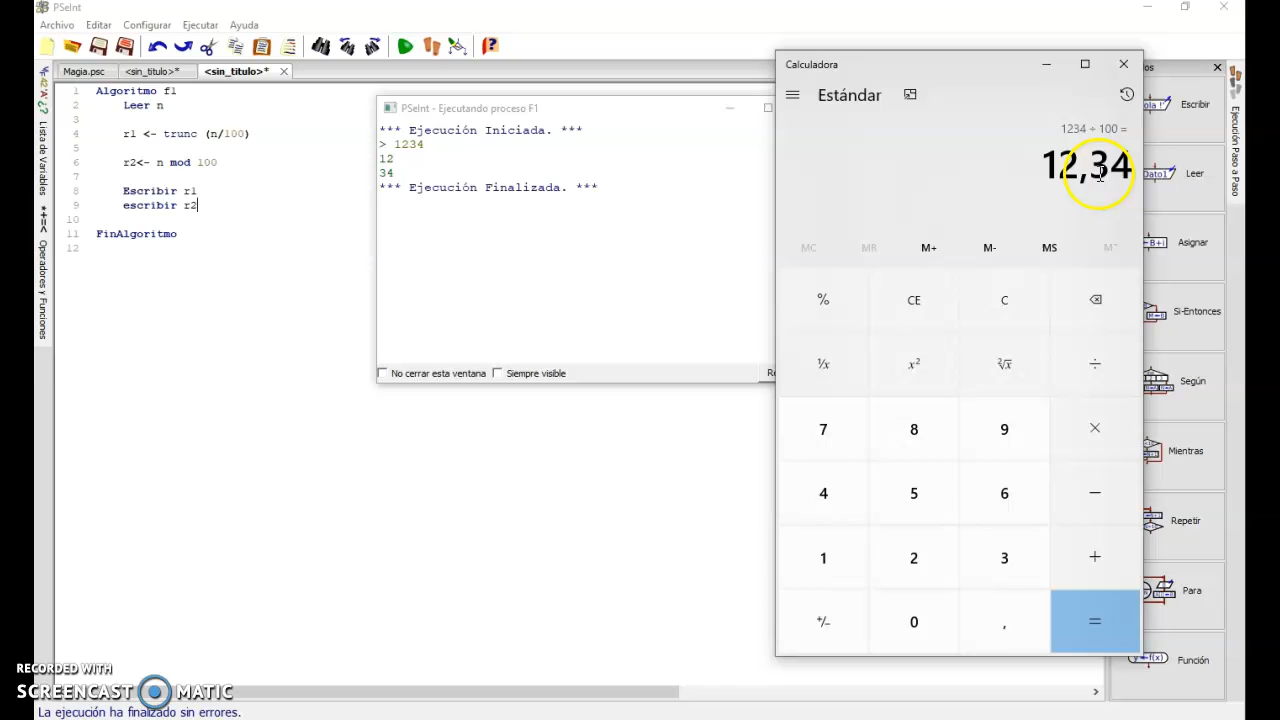 PSeInt
Archivo Editar Configurar Ejecutar Ayuda
Magia.psc <sin_titulo>* <sin_titulo>*
Lista de Variables
Operadores y Funciones
1 Algoritmo f1
2 Leer n
3
4 r1 <- trunc (n/100)
5
6 r2<- n mod 100
7
8 Escribir r1
9 escribir r2
10
11 FinAlgoritmo
12
PSeInt - Ejecutando proceso F1
*** Ejecución Iniciada. ***
> 1234
12
34
*** Ejecución Finalizada. ***
No cerrar esta ventana Siempre visible
Calculadora
Estándar
1234 ÷ 100 =
12,34
MC MR M+ M- MS
% CE C
¹/x x² ²√x ÷
7 8 9 ×
4 5 6 −
1 2 3 +
+/− 0 , =
Escribir
Leer
Asignar
Si-Entonces
Según
Mientras
Repetir
Para
Función
Ejecución Paso a Paso
RECORDED WITH
SCREENCAST MATIC
La ejecución ha finalizado sin errores.